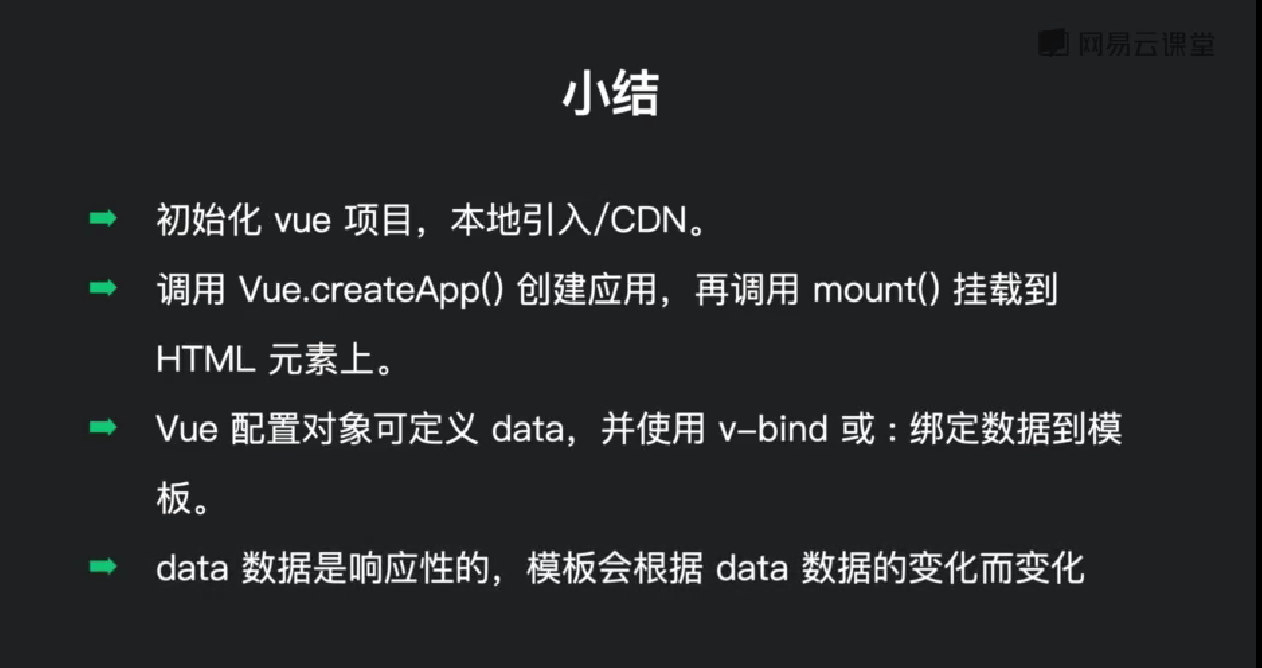 网易云课堂
小结
初始化 vue 项目，本地引入/CDN。
调用 Vue.createApp() 创建应用，再调用 mount() 挂载到
HTML 元素上。
Vue 配置对象可定义 data，并使用 v-bind 或 : 绑定数据到模
板。
data 数据是响应性的，模板会根据 data 数据的变化而变化